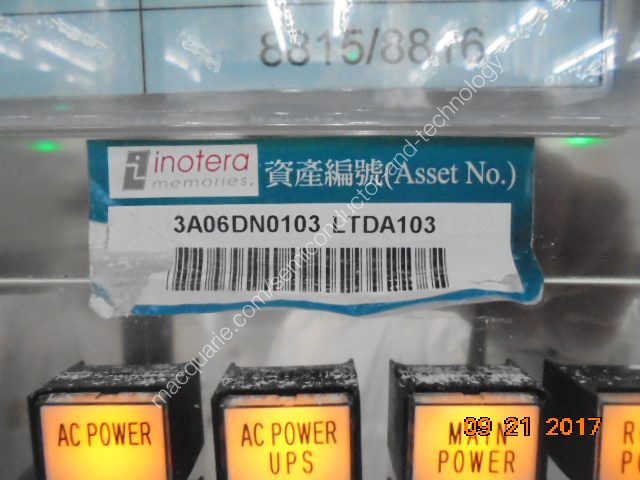 8815/8816
inotera
memories.
資產編號(Asset No.)
3A06DN0103 LTDA103
macquarie.com/semiconductor-and-technology
AC POWER
AC POWER
UPS
MAIN
POWER
09 21 2017